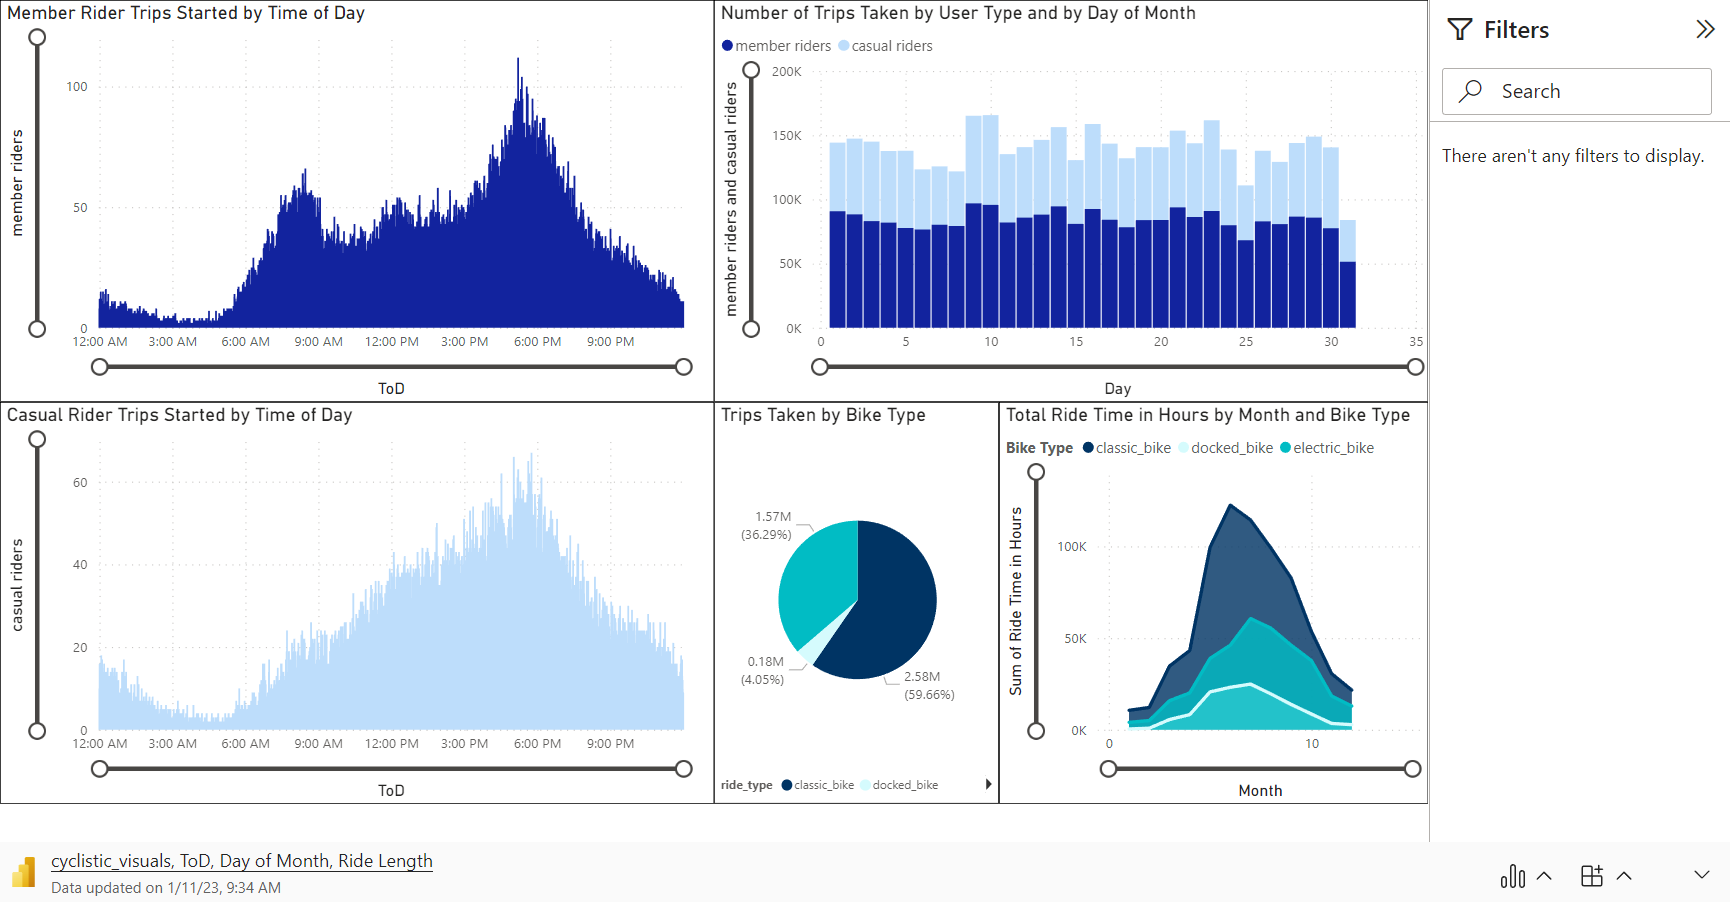 Member Rider Trips Started by Time of Day
member riders
100
50
0
12:00 AM 3:00 AM 6:00 AM 9:00 AM 12:00 PM 3:00 PM 6:00 PM 9:00 PM
ToD
Number of Trips Taken by User Type and by Day of Month
member riders casual riders
member riders and casual riders
200K
150K
100K
50K
0K
0 5 10 15 20 25 30 35
Day
Filters
Search
There aren't any filters to display.
Casual Rider Trips Started by Time of Day
casual riders
60
40
20
0
12:00 AM 3:00 AM 6:00 AM 9:00 AM 12:00 PM 3:00 PM 6:00 PM 9:00 PM
ToD
Trips Taken by Bike Type
1.57M
(36.29%)
0.18M
(4.05%)
2.58M
(59.66%)
ride_type classic_bike docked_bike
Total Ride Time in Hours by Month and Bike Type
Bike Type classic_bike docked_bike electric_bike
Sum of Ride Time in Hours
100K
50K
0K
0 10
Month
cyclistic_visuals, ToD, Day of Month, Ride Length
Data updated on 1/11/23, 9:34 AM